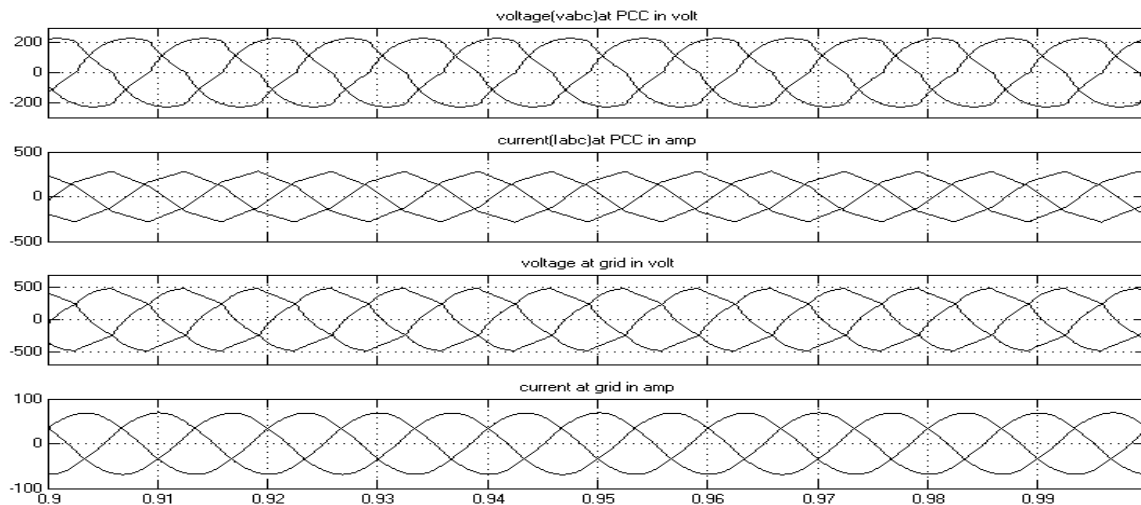 voltage(vabc)at PCC in volt
200
0
-200
current(Iabc)at PCC in amp
500
0
-500
voltage at grid in volt
500
0
-500
current at grid in amp
100
0
-100
0.9 0.91 0.92 0.93 0.94 0.95 0.96 0.97 0.98 0.99